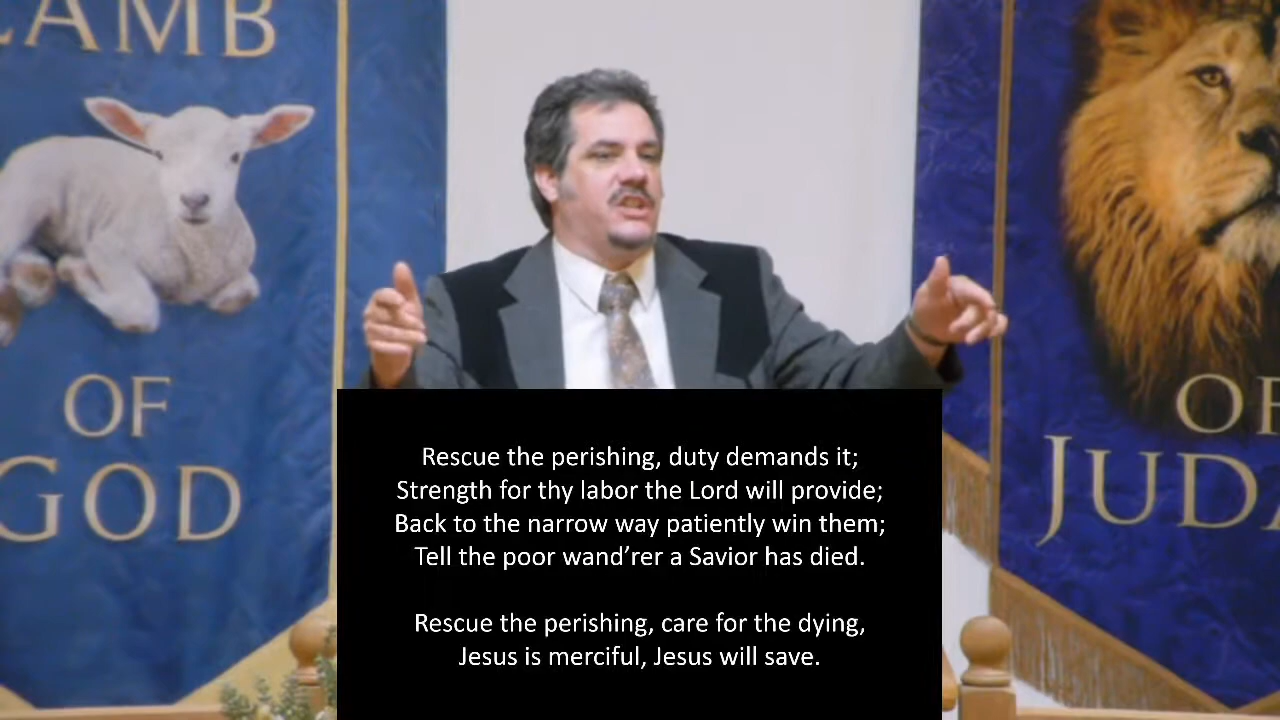 LAMB
OF
GOD
OF
JUDA
Rescue the perishing, duty demands it;
Strength for thy labor the Lord will provide;
Back to the narrow way patiently win them;
Tell the poor wand’rer a Savior has died.
Rescue the perishing, care for the dying,
Jesus is merciful, Jesus will save.